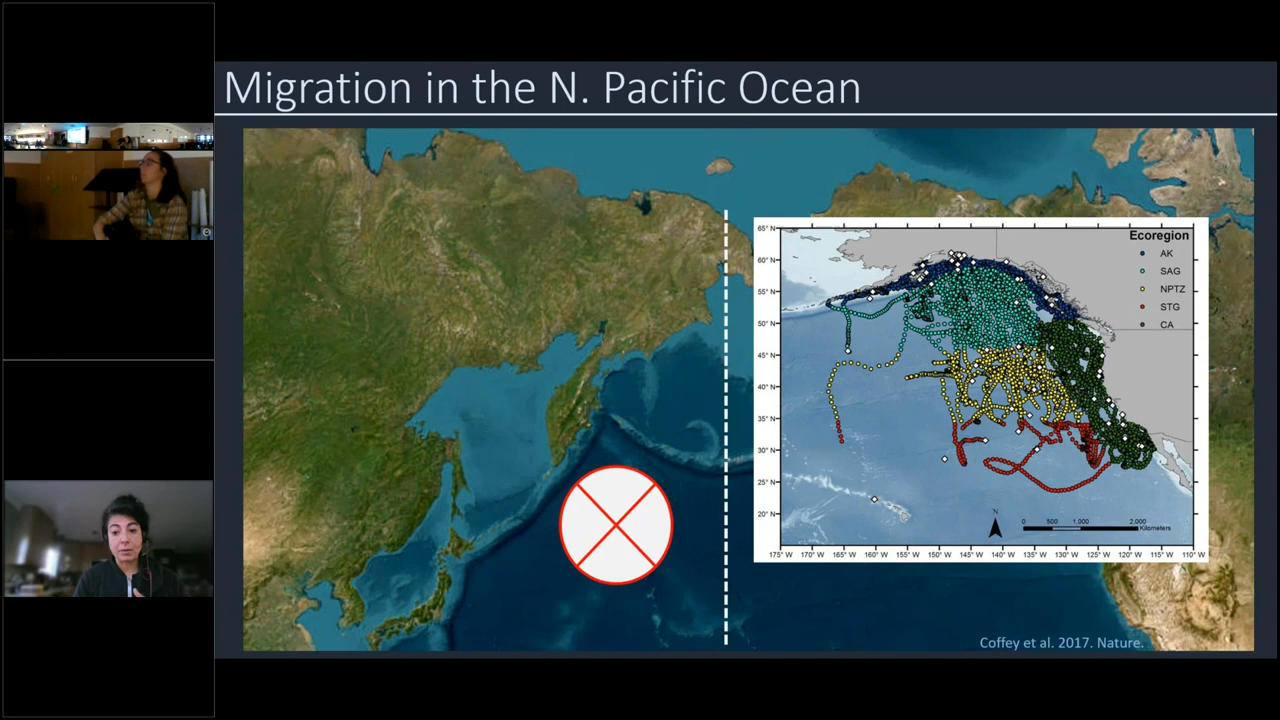 Migration in the N. Pacific Ocean
Ecoregion
AK
SAG
NPTZ
STG
CA
65° N
60° N
55° N
50° N
45° N
40° N
35° N
30° N
25° N
20° N
N
0 500 1,000 2,000
Kilometers
175° W 170° W 165° W 160° W 155° W 150° W 145° W 140° W 135° W 130° W 125° W 120° W 115° W 110° W
Coffey et al. 2017. Nature.